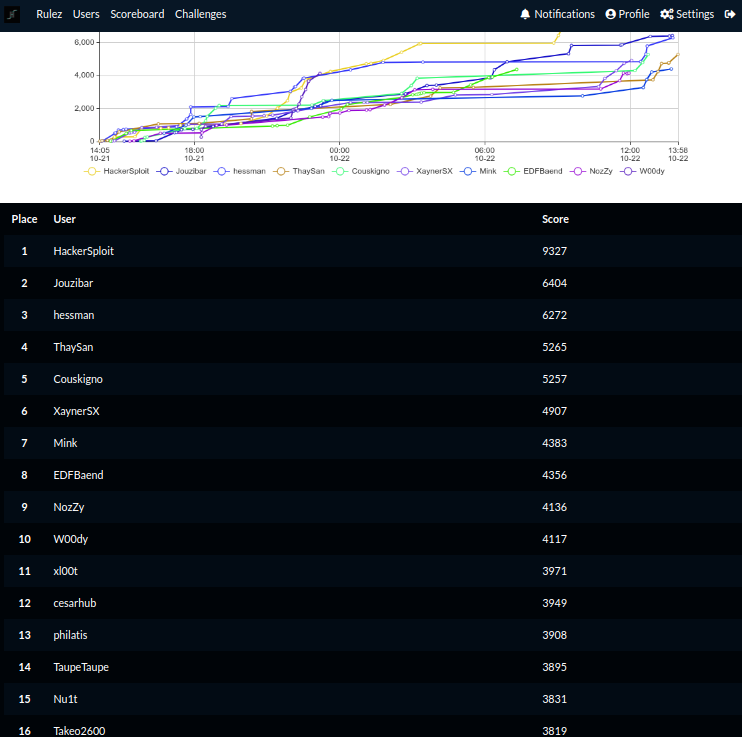 Rulez Users Scoreboard Challenges Notifications Profile Settings
6,000
4,000
2,000
0
14:05 18:00 00:00 06:00 12:00 13:58
10-21 10-21 10-22 10-22 10-22 10-22
HackerSploit Jouzibar hessman ThaySan Couskigno XaynerSX Mink EDFBaend NozZy W00dy
Place User Score
1 HackerSploit 9327
2 Jouzibar 6404
3 hessman 6272
4 ThaySan 5265
5 Couskigno 5257
6 XaynerSX 4907
7 Mink 4383
8 EDFBaend 4356
9 NozZy 4136
10 W00dy 4117
11 xl00t 3971
12 cesarhub 3949
13 philatis 3908
14 TaupeTaupe 3895
15 Nu1t 3831
16 Takeo2600 3819